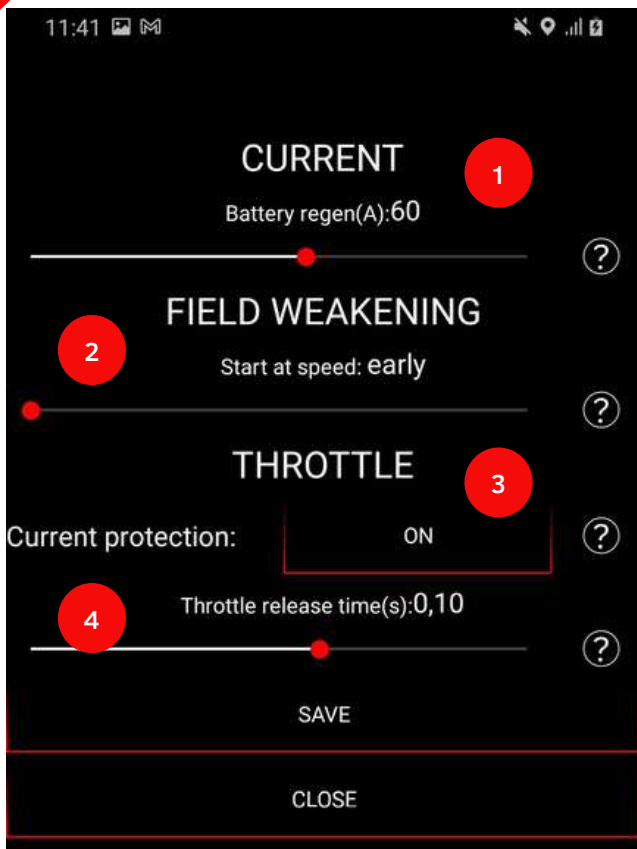 11:41
CURRENT
1
Battery regen(A):60
?
FIELD WEAKENING
2
Start at speed: early
?
THROTTLE
3
Current protection: ON ?
4
Throttle release time(s):0,10
?
SAVE
CLOSE